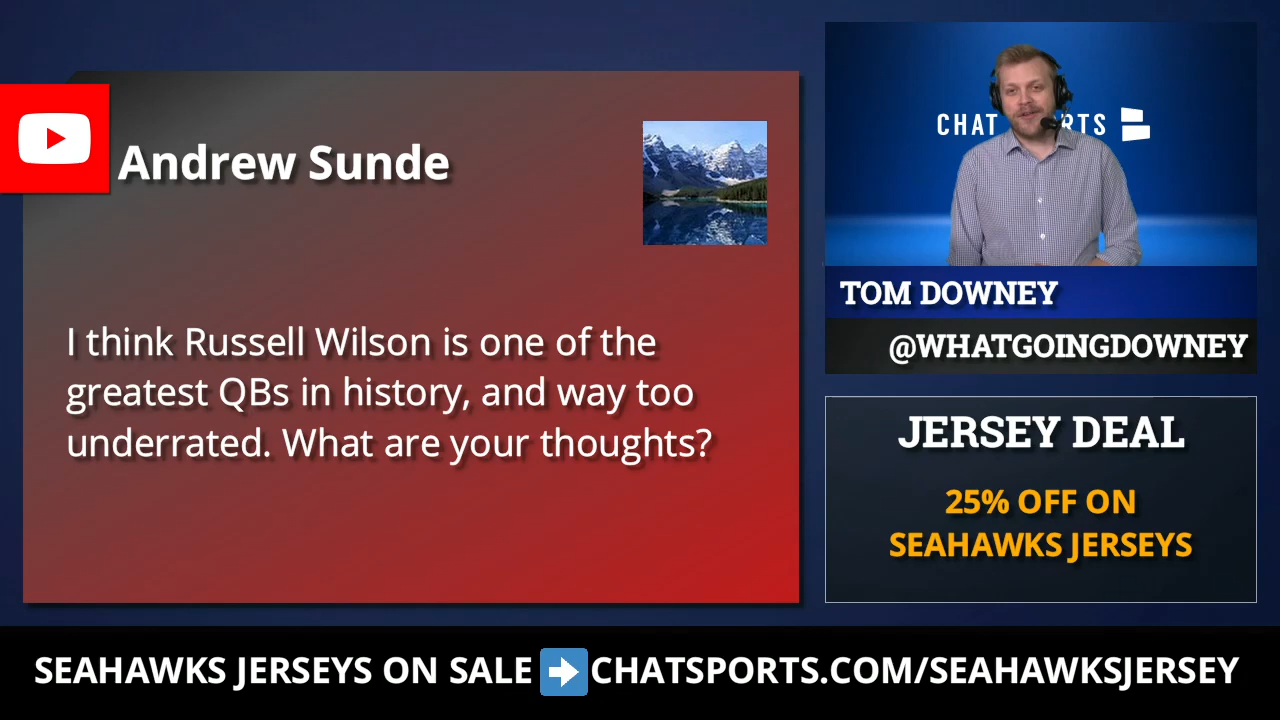 Andrew Sunde
I think Russell Wilson is one of the
greatest QBs in history, and way too
underrated. What are your thoughts?
CHAT RTS
TOM DOWNEY
@WHATGOINGDOWNEY
JERSEY DEAL
25% OFF ON
SEAHAWKS JERSEYS
SEAHAWKS JERSEYS ON SALE ➡ CHATSPORTS.COM/SEAHAWKSJERSEY